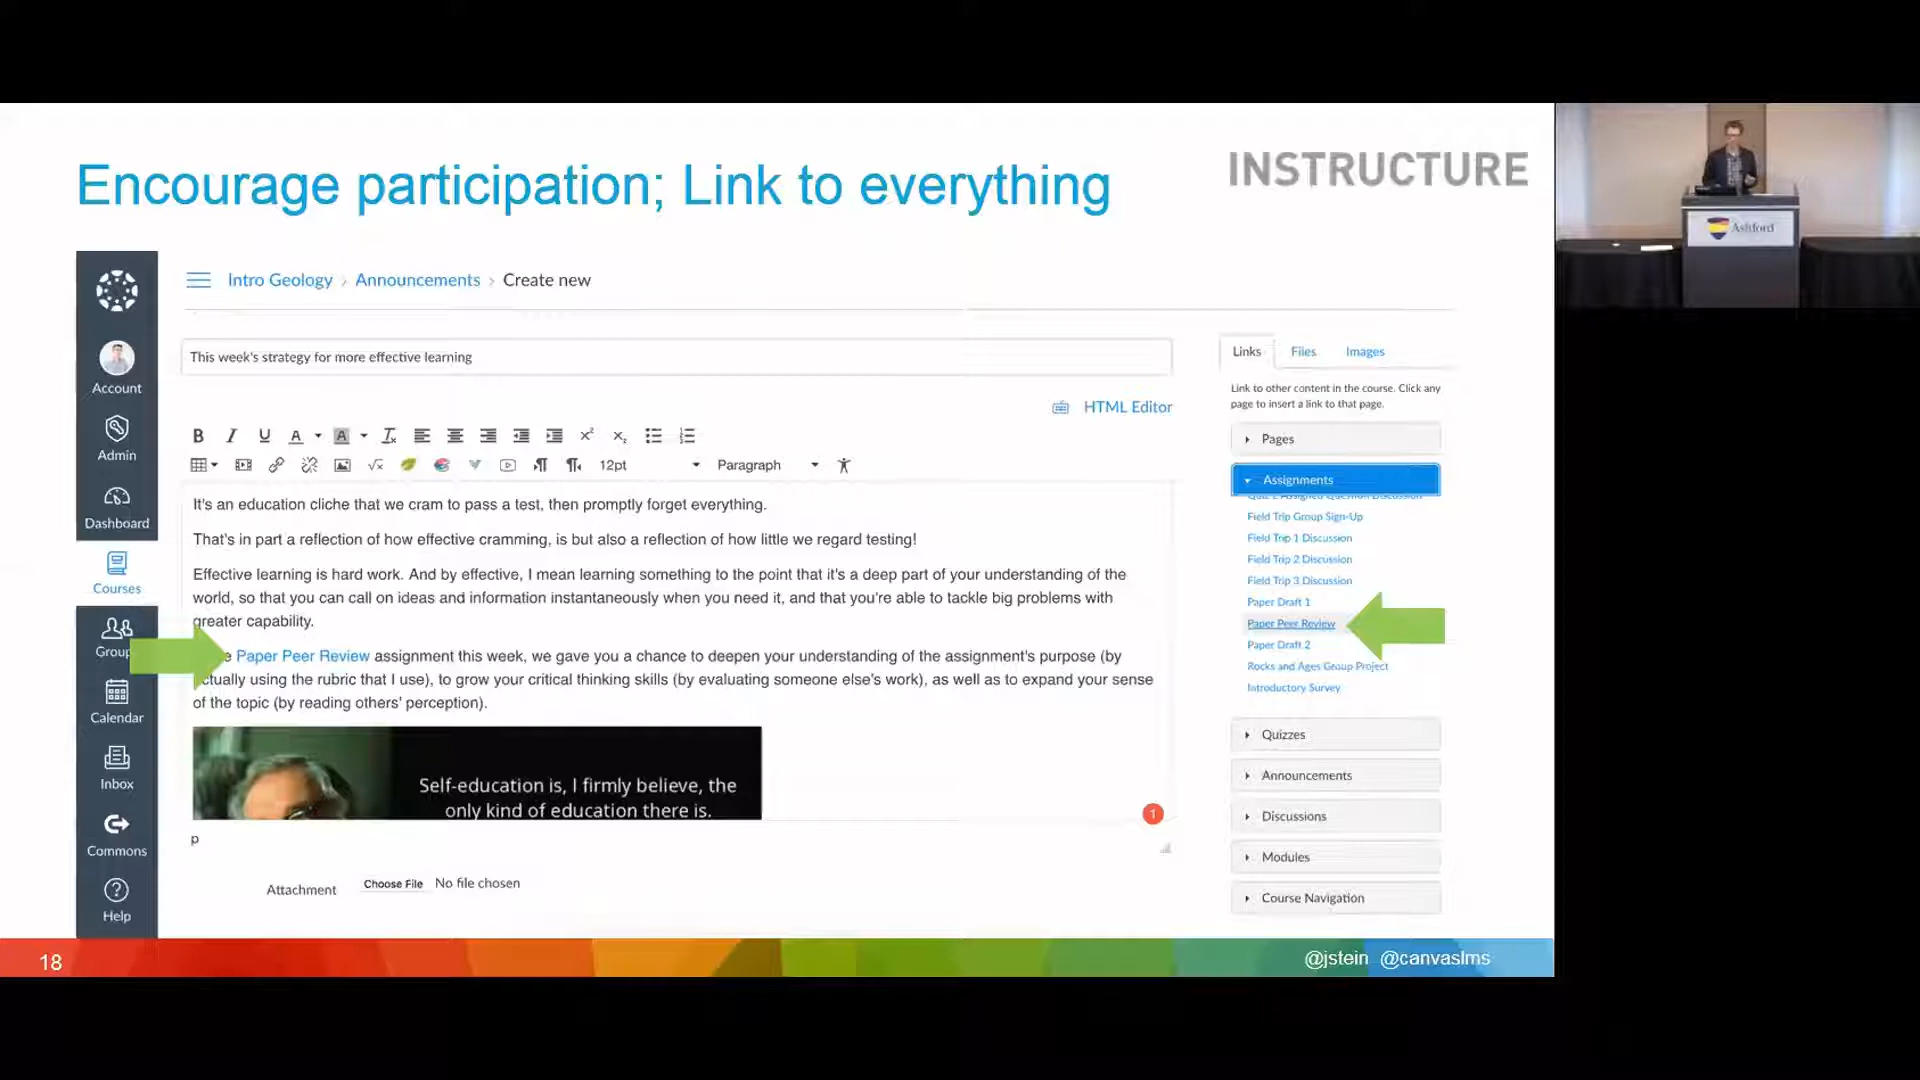 Encourage participation; Link to everything
INSTRUCTURE
Ashford
Intro Geology › Announcements › Create new
Account
Admin
Dashboard
Courses
Calendar
Inbox
Commons
Help
This week's strategy for more effective learning
HTML Editor
12pt
Paragraph
It's an education cliche that we cram to pass a test, then promptly forget everything.
That's in part a reflection of how effective cramming, is but also a reflection of how little we regard testing!
Effective learning is hard work. And by effective, I mean learning something to the point that it's a deep part of your understanding of the
world, so that you can call on ideas and information instantaneously when you need it, and that you're able to tackle big problems with
greater capability.
Paper Peer Review assignment this week, we gave you a chance to deepen your understanding of the assignment's purpose (by
using the rubric that I use), to grow your critical thinking skills (by evaluating someone else's work), as well as to expand your sense
of the topic (by reading others' perception).
Self-education is, I firmly believe, the
only kind of education there is.
1
p
Attachment Choose File No file chosen
Links Files Images
Link to other content in the course. Click any
page to insert a link to that page.
Pages
Assignments
Field Trip Group Sign-Up
Field Trip 1 Discussion
Field Trip 2 Discussion
Field Trip 3 Discussion
Paper Draft 1
Paper Peer Review
Paper Draft 2
Rocks and Ages Group Project
Introductory Survey
Quizzes
Announcements
Discussions
Modules
Course Navigation
18
@jstein @canvaslms